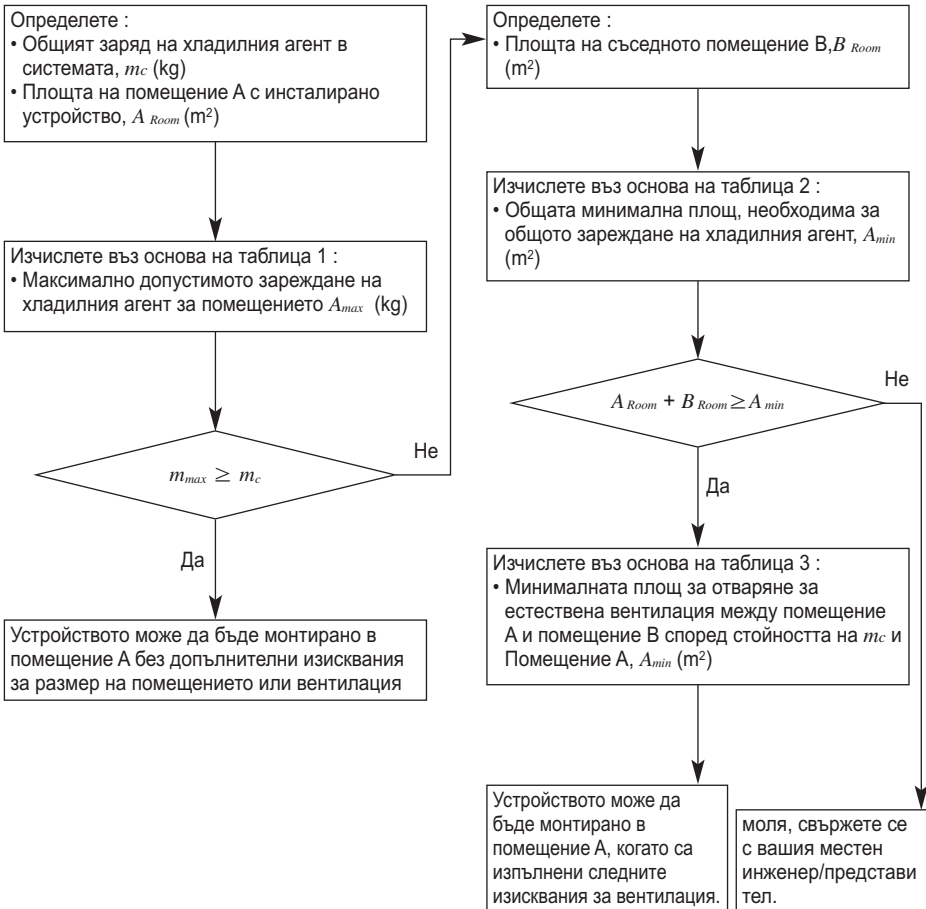 Определете :
• Общият заряд на хладилния агент в
системата, mc (kg)
• Площта на помещение A с инсталирано
устройство, A Room (m²)
Изчислете въз основа на таблица 1 :
• Максимално допустимото зареждане на
хладилния агент за помещението Amax (kg)
mmax ≥ mc
Не
Да
Устройството може да бъде монтирано в
помещение A без допълнителни изисквания
за размер на помещението или вентилация
Определете :
• Площта на съседното помещение B,B Room
(m²)
Изчислете въз основа на таблица 2 :
• Общата минимална площ, необходима за
общото зареждане на хладилния агент, Amin
(m²)
A Room + B Room ≥ A min
Не
Да
Изчислете въз основа на таблица 3 :
• Минималната площ за отваряне за
естествена вентилация между помещение
A и помещение B според стойността на mc и
Помещение A, Amin (m²)
Устройството може да
бъде монтирано в
помещение A, когато са
изпълнени следните
изисквания за вентилация.
моля, свържете се
с вашия местен
инженер/представи
тел.